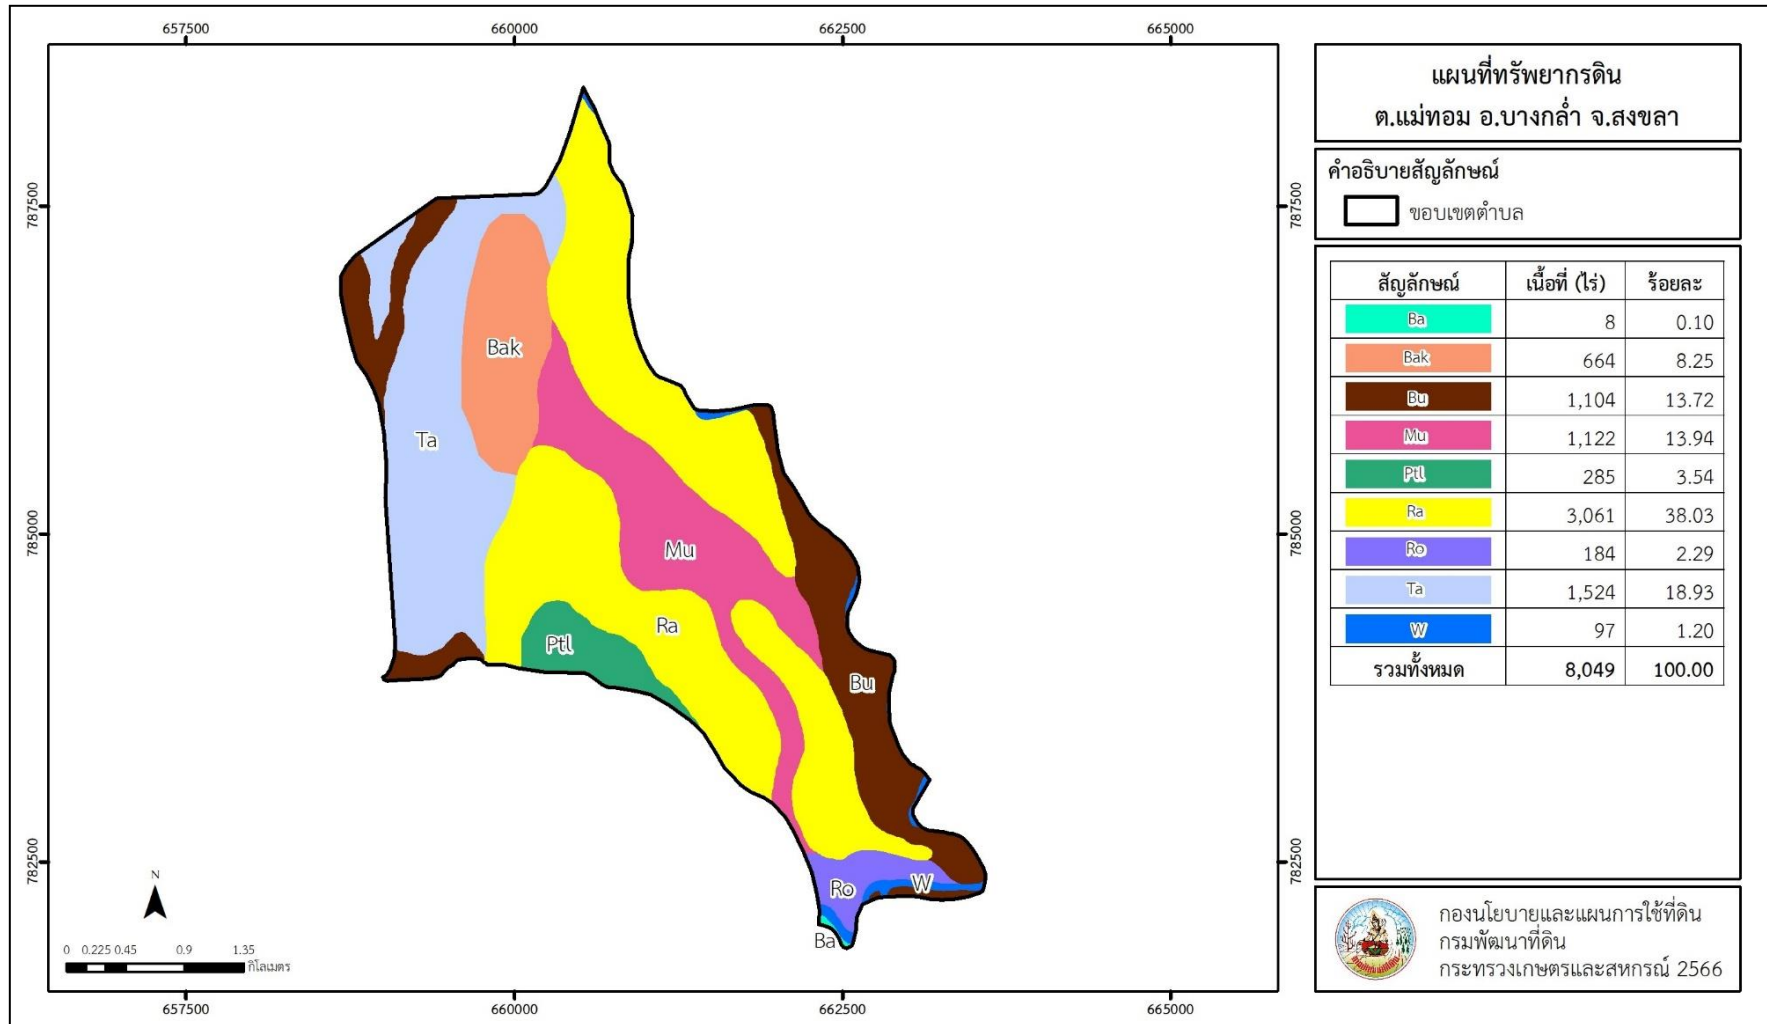 657500 660000 662500 665000
787500 787500
785000 785000
782500 782500
657500 660000 662500 665000
Bak
Ta
Mu
Ra
Ptl
Bu
Ro
W
Ba
N
0 0.225 0.45 0.9 1.35
กิโลเมตร
แผนที่ทรัพยากรดิน
ต.แม่ทอม อ.บางกล่ำ จ.สงขลา
คำอธิบายสัญลักษณ์
ขอบเขตตำบล
สัญลักษณ์ เนื้อที่ (ไร่) ร้อยละ
Ba 8 0.10
Bak 664 8.25
Bu 1,104 13.72
Mu 1,122 13.94
Ptl 285 3.54
Ra 3,061 38.03
Ro 184 2.29
Ta 1,524 18.93
W 97 1.20
รวมทั้งหมด 8,049 100.00
กองนโยบายและแผนการใช้ที่ดิน
กรมพัฒนาที่ดิน
กระทรวงเกษตรและสหกรณ์ 2566